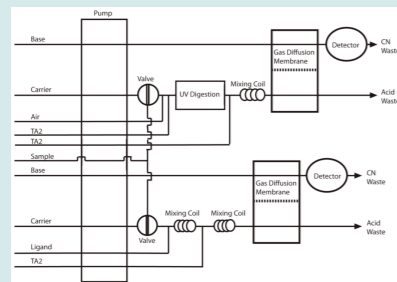 Pump
Base
Detector
CN
Waste
Gas Diffusion
Membrane
Valve
Mixing Coil
Carrier
UV Digestion
Acid
Waste
Air
TA2
TA2
Sample
Base
Gas Diffusion
Membrane
Detector
CN
Waste
Mixing Coil
Mixing Coil
Carrier
Valve
Acid
Waste
Ligand
TA2